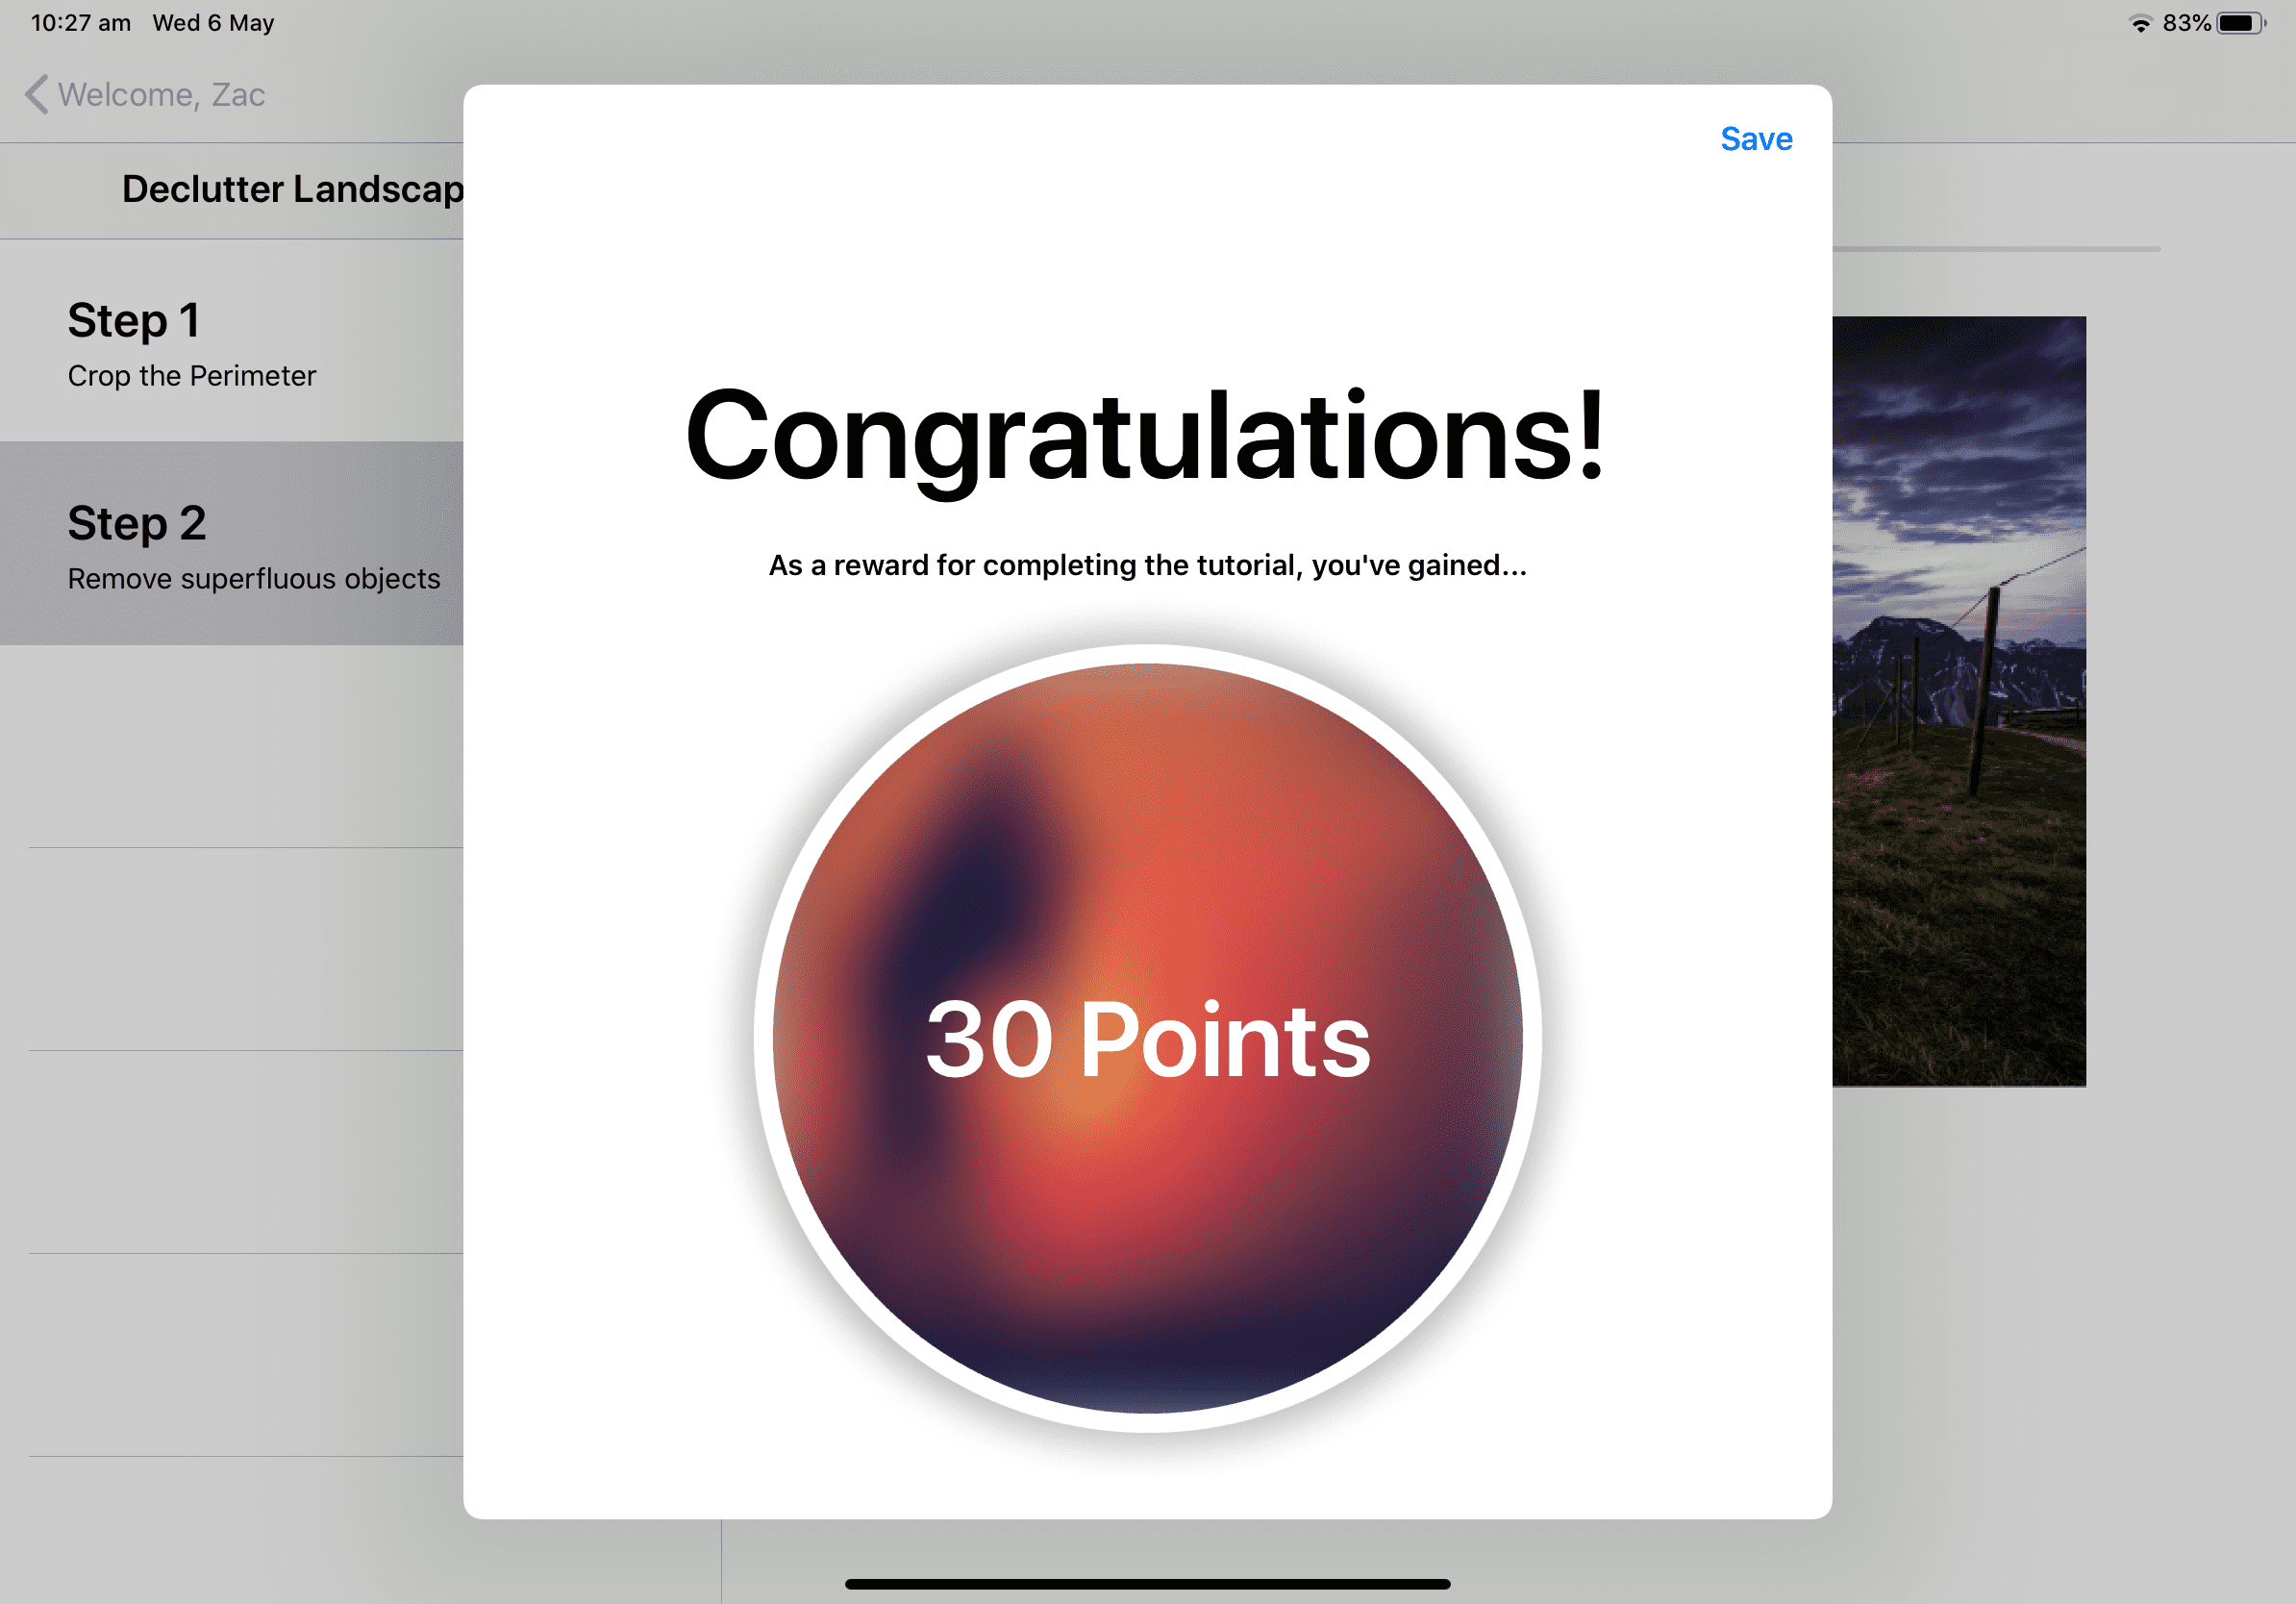 10:27 am Wed 6 May
83%
Welcome, Zac
Save
Declutter Landscap
Step 1
Crop the Perimeter
Step 2
Remove superfluous objects
Congratulations!
As a reward for completing the tutorial, you've gained...
30 Points